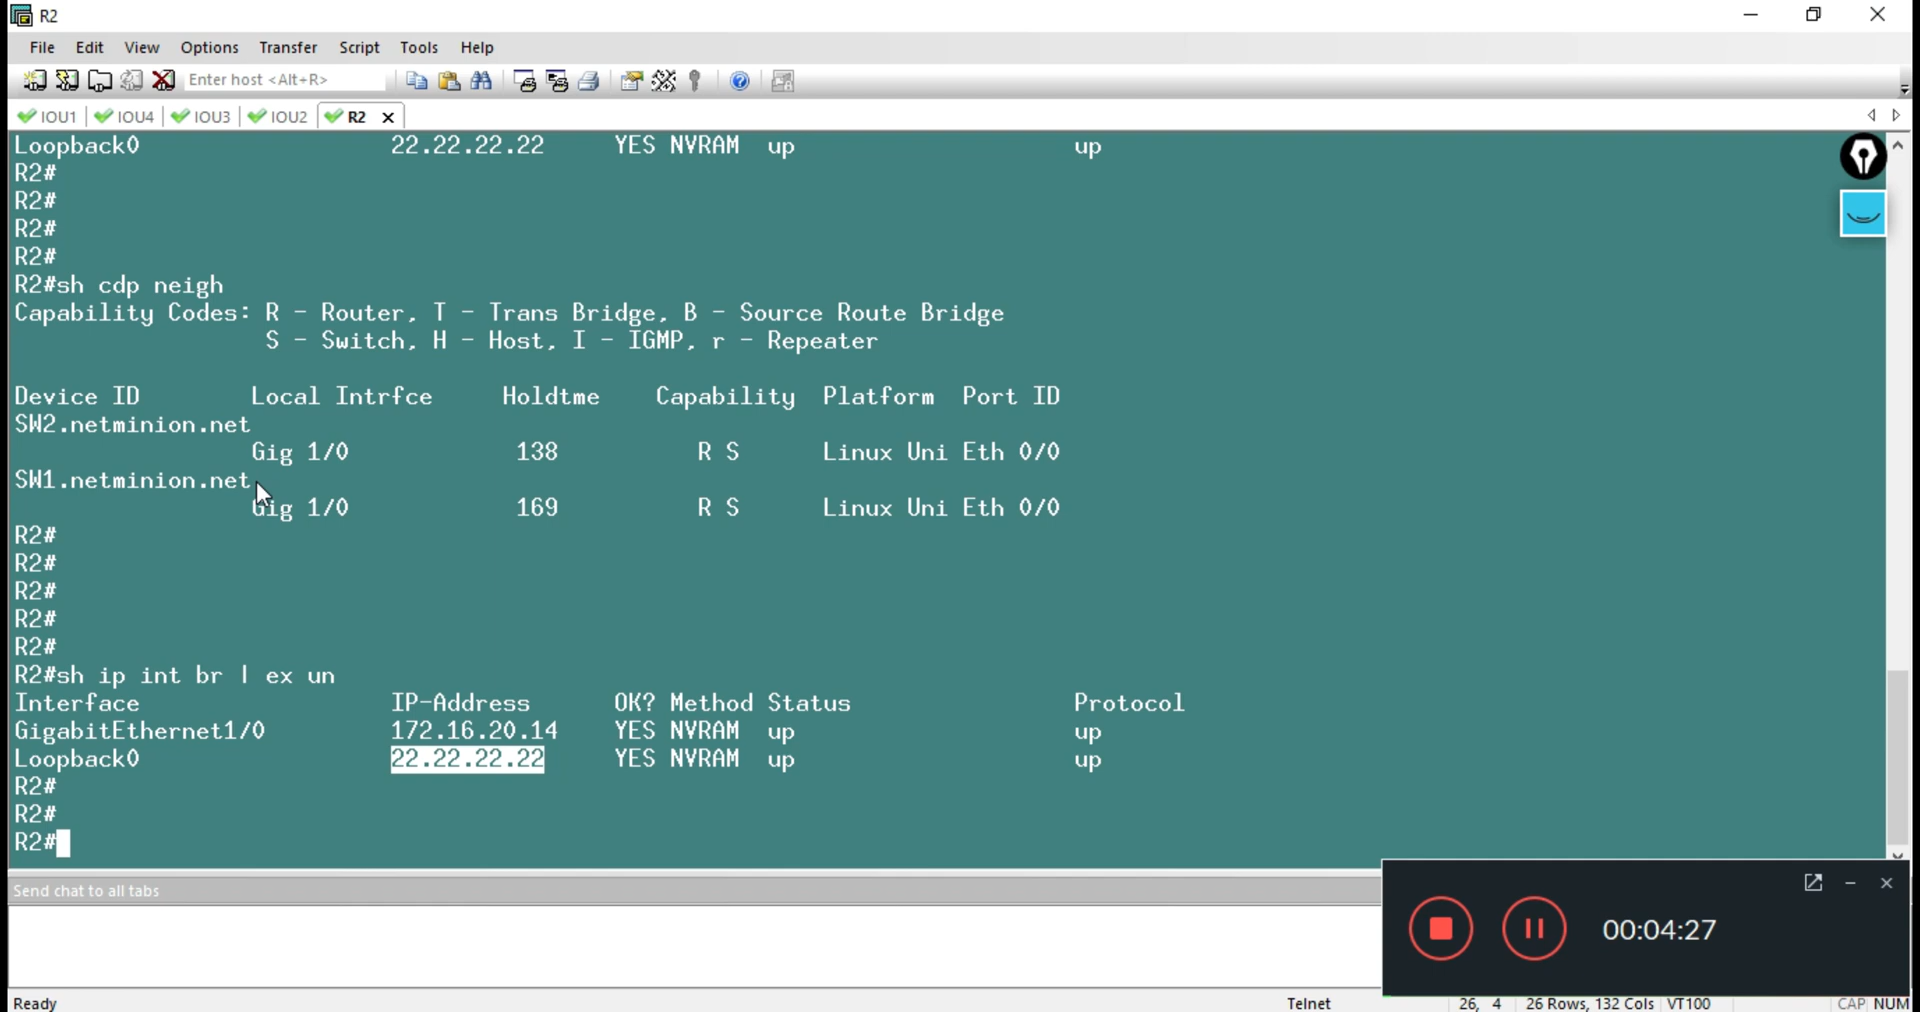 R2
File Edit View Options Transfer Script Tools Help
Enter host <Alt+R>
IOU1 IOU4 IOU3 IOU2 R2
Loopback0 22.22.22.22 YES NVRAM up up
R2#
R2#
R2#
R2#
R2#sh cdp neigh
Capability Codes: R - Router, T - Trans Bridge, B - Source Route Bridge
S - Switch, H - Host, I - IGMP, r - Repeater
Device ID Local Intrfce Holdtme Capability Platform Port ID
SW2.netminion.net
Gig 1/0 138 R S Linux Uni Eth 0/0
SW1.netminion.net
Gig 1/0 169 R S Linux Uni Eth 0/0
R2#
R2#
R2#
R2#
R2#
R2#sh ip int br | ex un
Interface IP-Address OK? Method Status Protocol
GigabitEthernet1/0 172.16.20.14 YES NVRAM up up
Loopback0 22.22.22.22 YES NVRAM up up
R2#
R2#
R2#
Send chat to all tabs
00:04:27
Ready Telnet 26, 4 26 Rows, 132 Cols VT100 CAP NUM